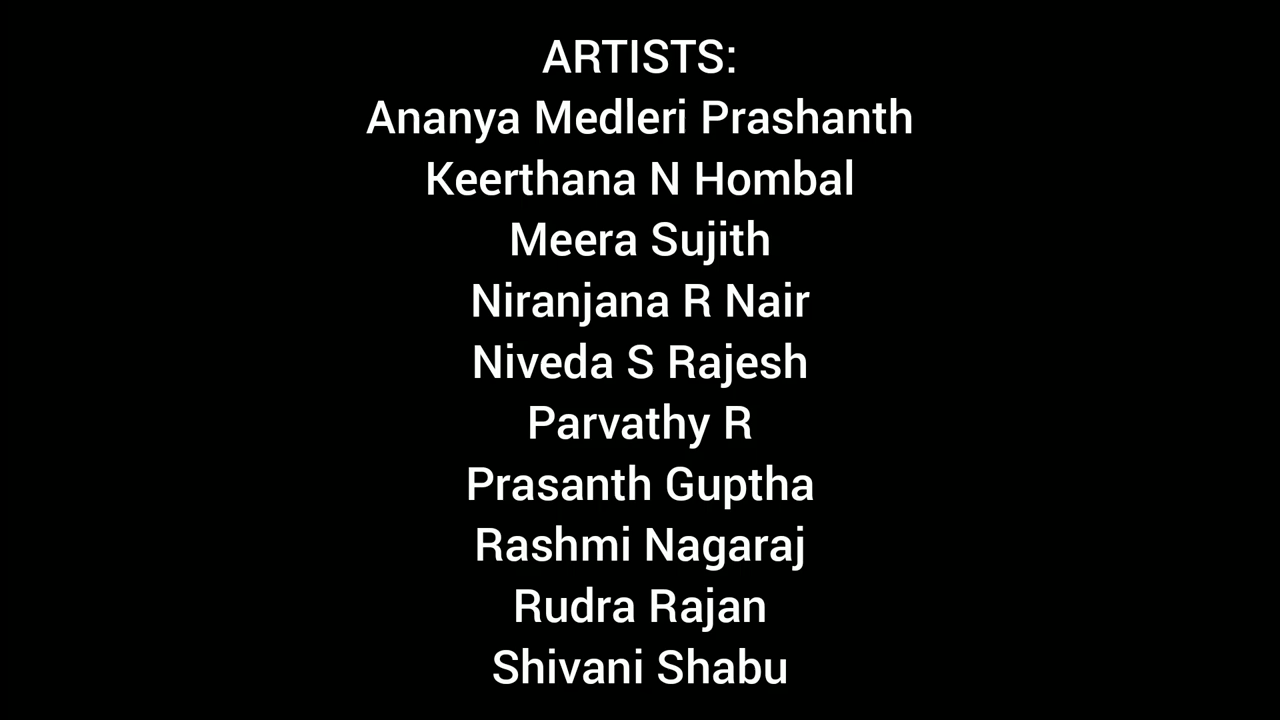 ARTISTS:
Ananya Medleri Prashanth
Keerthana N Hombal
Meera Sujith
Niranjana R Nair
Niveda S Rajesh
Parvathy R
Prasanth Guptha
Rashmi Nagaraj
Rudra Rajan
Shivani Shabu